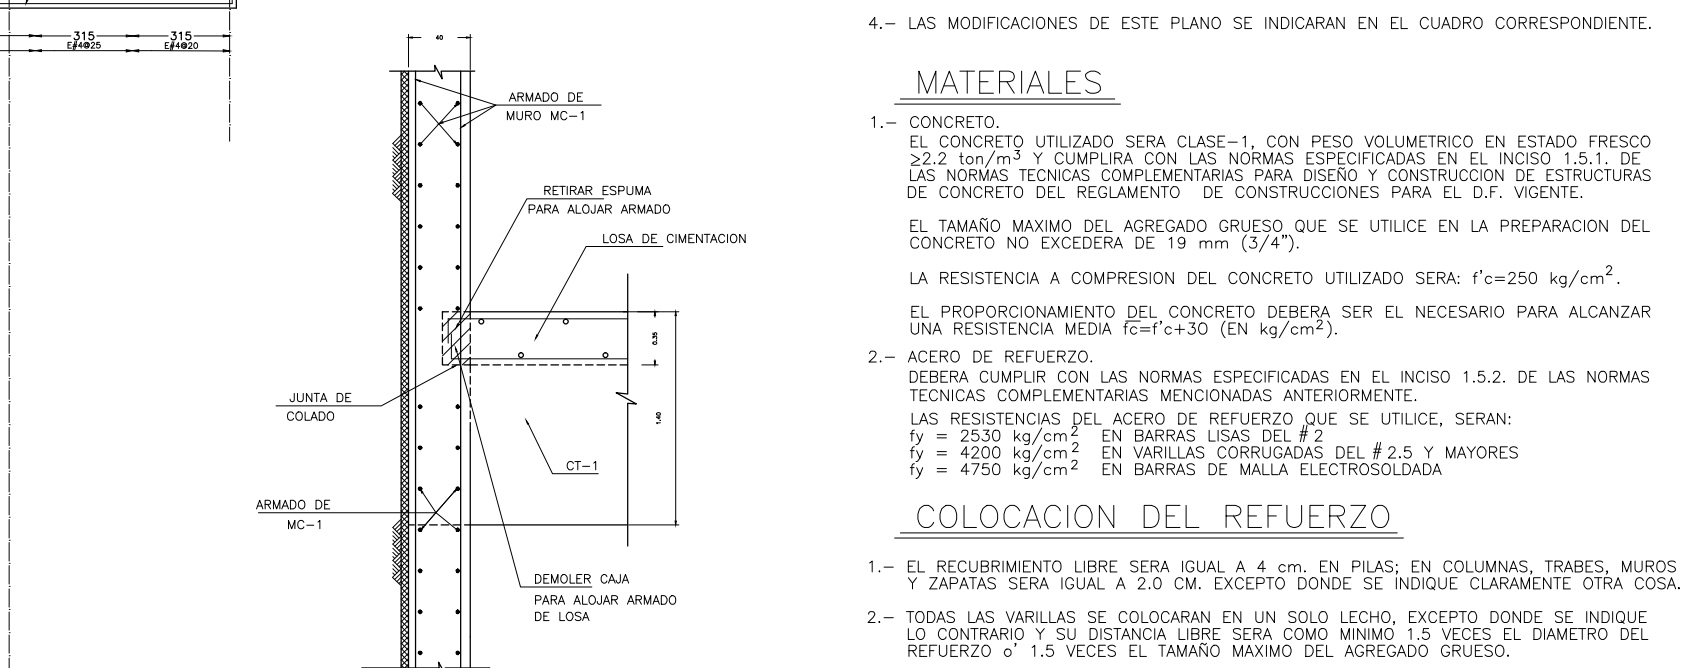 315
315
E#4@25
E#4@20
40
ARMADO DE
MURO MC-1
RETIRAR ESPUMA
PARA ALOJAR ARMADO
LOSA DE CIMENTACION
0.35
1.40
JUNTA DE
COLADO
CT-1
ARMADO DE
MC-1
DEMOLER CAJA
PARA ALOJAR ARMADO
DE LOSA
4.- LAS MODIFICACIONES DE ESTE PLANO SE INDICARAN EN EL CUADRO CORRESPONDIENTE.
MATERIALES
1.- CONCRETO.
EL CONCRETO UTILIZADO SERA CLASE-1, CON PESO VOLUMETRICO EN ESTADO FRESCO
≥2.2 ton/m³ Y CUMPLIRA CON LAS NORMAS ESPECIFICADAS EN EL INCISO 1.5.1. DE
LAS NORMAS TECNICAS COMPLEMENTARIAS PARA DISEÑO Y CONSTRUCCION DE ESTRUCTURAS
DE CONCRETO DEL REGLAMENTO DE CONSTRUCCIONES PARA EL D.F. VIGENTE.
EL TAMAÑO MAXIMO DEL AGREGADO GRUESO QUE SE UTILICE EN LA PREPARACION DEL
CONCRETO NO EXCEDERA DE 19 mm (3/4").
LA RESISTENCIA A COMPRESION DEL CONCRETO UTILIZADO SERA: f'c=250 kg/cm².
EL PROPORCIONAMIENTO DEL CONCRETO DEBERA SER EL NECESARIO PARA ALCANZAR
UNA RESISTENCIA MEDIA f̅c̅=f'c+30 (EN kg/cm²).
2.- ACERO DE REFUERZO.
DEBERA CUMPLIR CON LAS NORMAS ESPECIFICADAS EN EL INCISO 1.5.2. DE LAS NORMAS
TECNICAS COMPLEMENTARIAS MENCIONADAS ANTERIORMENTE.
LAS RESISTENCIAS DEL ACERO DE REFUERZO QUE SE UTILICE, SERAN:
fy = 2530 kg/cm² EN BARRAS LISAS DEL #2
fy = 4200 kg/cm² EN VARILLAS CORRUGADAS DEL #2.5 Y MAYORES
fy = 4750 kg/cm² EN BARRAS DE MALLA ELECTROSOLDADA
COLOCACION DEL REFUERZO
1.- EL RECUBRIMIENTO LIBRE SERA IGUAL A 4 cm. EN PILAS; EN COLUMNAS, TRABES, MUROS
Y ZAPATAS SERA IGUAL A 2.0 CM. EXCEPTO DONDE SE INDIQUE CLARAMENTE OTRA COSA.
2.- TODAS LAS VARILLAS SE COLOCARAN EN UN SOLO LECHO, EXCEPTO DONDE SE INDIQUE
LO CONTRARIO Y SU DISTANCIA LIBRE SERA COMO MINIMO 1.5 VECES EL DIAMETRO DEL
REFUERZO o' 1.5 VECES EL TAMAÑO MAXIMO DEL AGREGADO GRUESO.